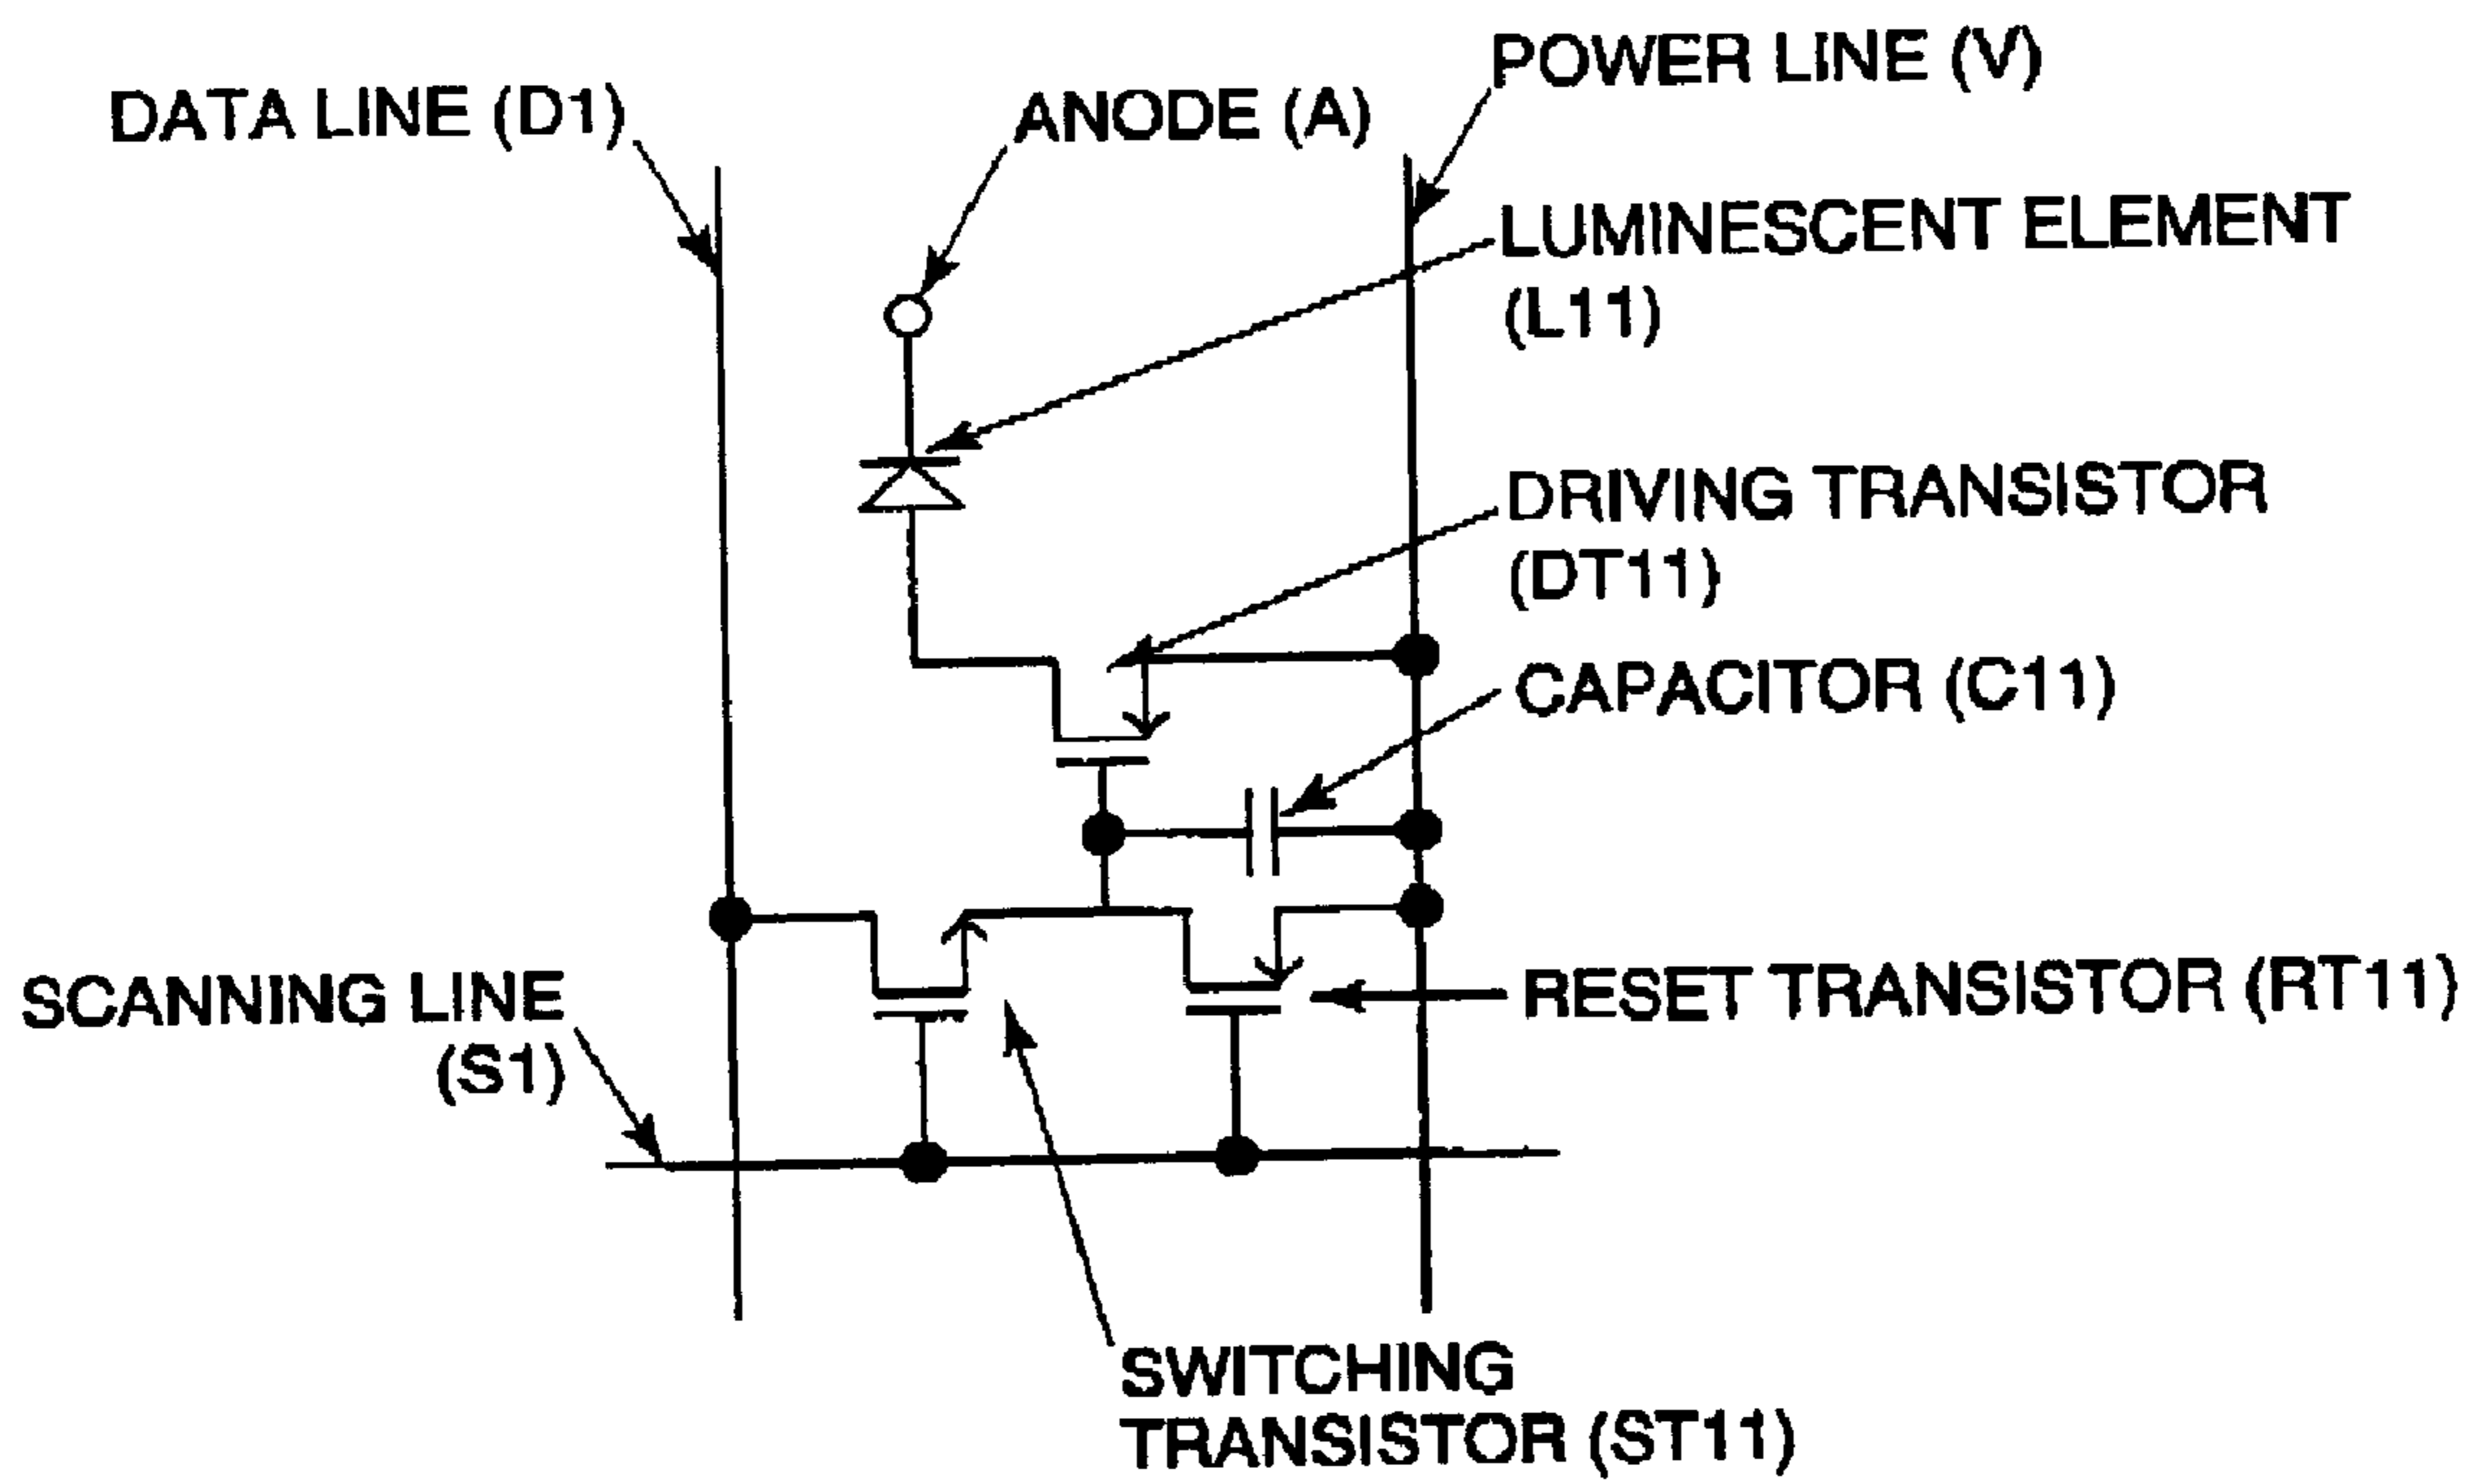 POWER LINE (V)
DATA LINE (D1)
ANODE (A)
LUMINESCENT ELEMENT
(L11)
DRIVING TRANSISTOR
(DT11)
CAPACITOR (C11)
SCANNING LINE
(S1)
RESET TRANSISTOR (RT11)
SWITCHING
TRANSISTOR (ST11)